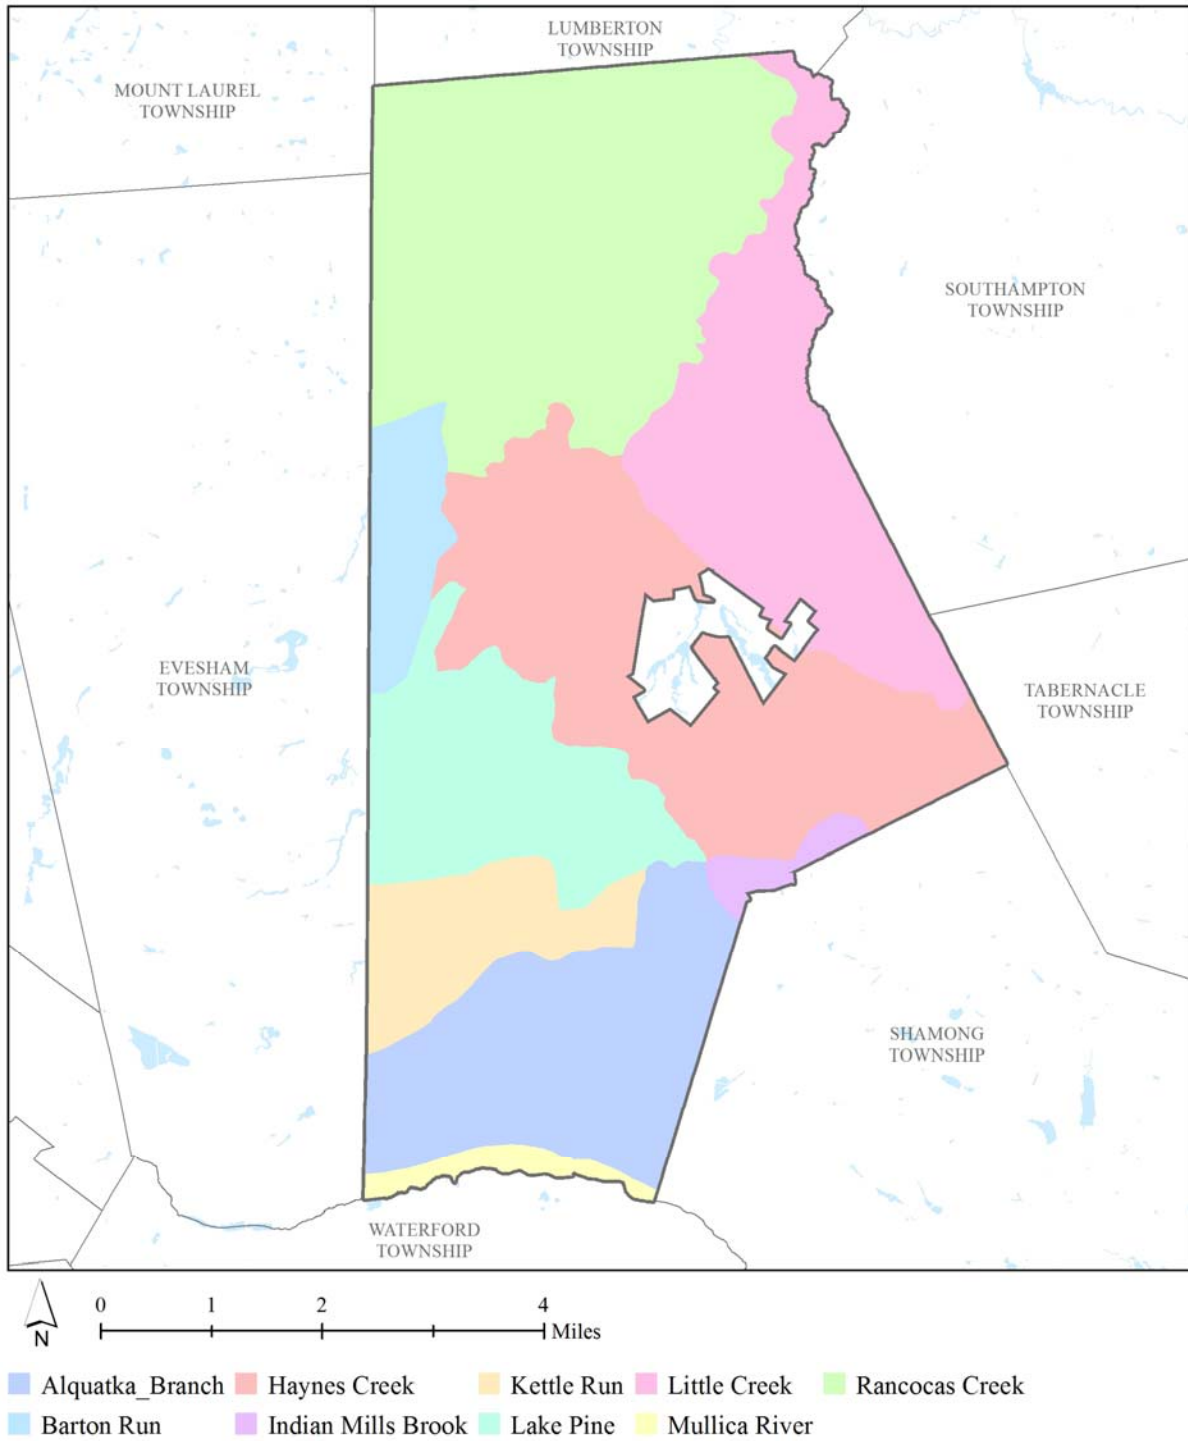 LUMBERTON
TOWNSHIP
MOUNT LAUREL
TOWNSHIP
SOUTHAMPTON
TOWNSHIP
EVESHAM
TOWNSHIP
TABERNACLE
TOWNSHIP
SHAMONG
TOWNSHIP
WATERFORD
TOWNSHIP
N
0 1 2 4
Miles
Alquatka_Branch Haynes Creek Kettle Run Little Creek Rancocas Creek
Barton Run Indian Mills Brook Lake Pine Mullica River